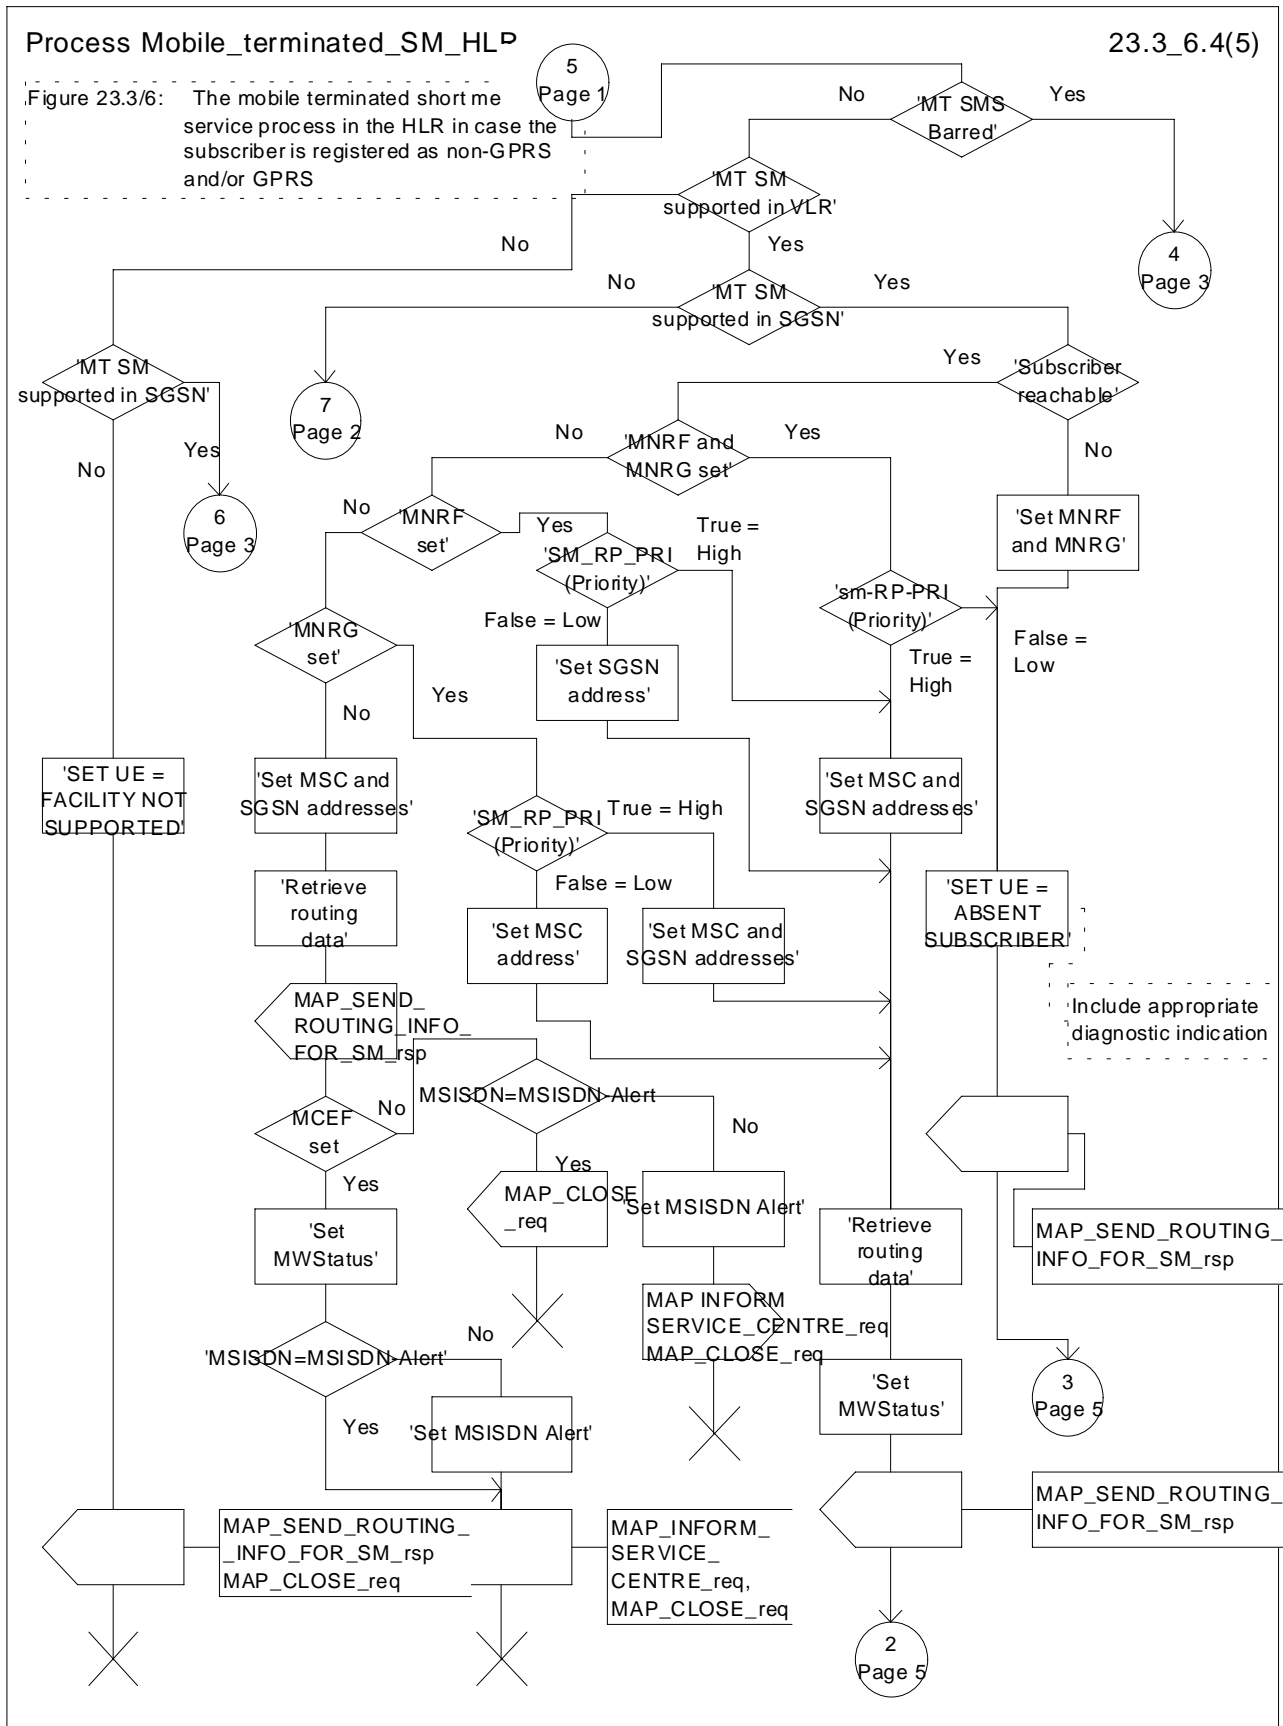 Process Mobile_terminated_SM_HLR
23.3_6.4(5)
5
Page 1
Figure 23.3/6: The mobile terminated short me
service process in the HLR in case the
subscriber is registered as non-GPRS
and/or GPRS
No
'MT SMS
Barred'
Yes
'MT SM
supported in VLR'
No
Yes
4
Page 3
No
'MT SM
supported in SGSN'
Yes
'MT SM
supported in SGSN'
Yes
'Subscriber
reachable'
7
Page 2
No
'MNRF and
MNRG set'
Yes
No
Yes
No
6
Page 3
No
'MNRF
set'
Yes
'SM_RP_PRI
(Priority)'
True =
High
'Set MNRF
and MNRG'
'sm-RP-PRI
(Priority)'
False = Low
False =
Low
'MNRG
set'
'Set SGSN
address'
True =
High
Yes
No
'SET UE =
FACILITY NOT
SUPPORTED'
'Set MSC and
SGSN addresses'
'SM_RP_PRI
(Priority)'
True = High
'Set MSC and
SGSN addresses'
False = Low
'Retrieve
routing
data'
'Set MSC
address'
'Set MSC and
SGSN addresses'
'SET UE =
ABSENT
SUBSCRIBER'
Include appropriate
diagnostic indication
MAP_SEND_
ROUTING_INFO_
FOR_SM_rsp
MCEF
set
No
MSISDN=MSISDN-Alert
No
Yes
Yes
MAP_CLOSE
_req
'Set MSISDN Alert'
'Set
MWStatus'
'Retrieve
routing
data'
MAP_SEND_ROUTING_
INFO_FOR_SM_rsp
MAP INFORM
SERVICE_CENTRE_req
MAP_CLOSE_req
'MSISDN=MSISDN-Alert'
No
Yes
'Set MSISDN Alert'
'Set
MWStatus'
3
Page 5
MAP_SEND_ROUTING_
_INFO_FOR_SM_rsp
MAP_CLOSE_req
MAP_INFORM_
SERVICE_
CENTRE_req,
MAP_CLOSE_req
MAP_SEND_ROUTING_
INFO_FOR_SM_rsp
2
Page 5